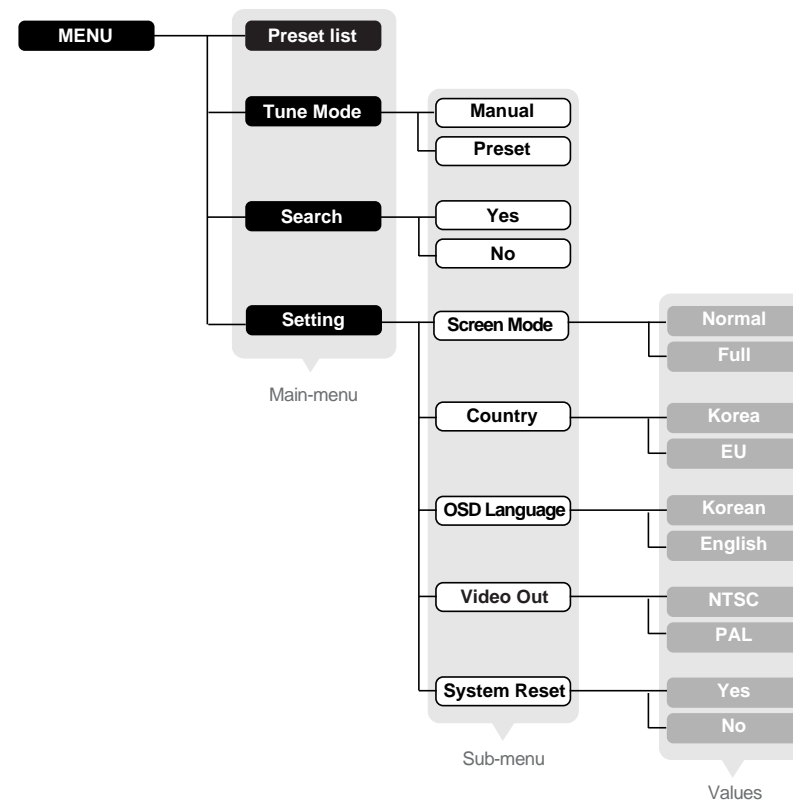 MENU
Preset list
Tune Mode
Manual
Preset
Search
Yes
No
Setting
Screen Mode
Normal
Full
Main-menu
Country
Korea
EU
OSD Language
Korean
English
Video Out
NTSC
PAL
System Reset
Yes
No
Sub-menu
Values